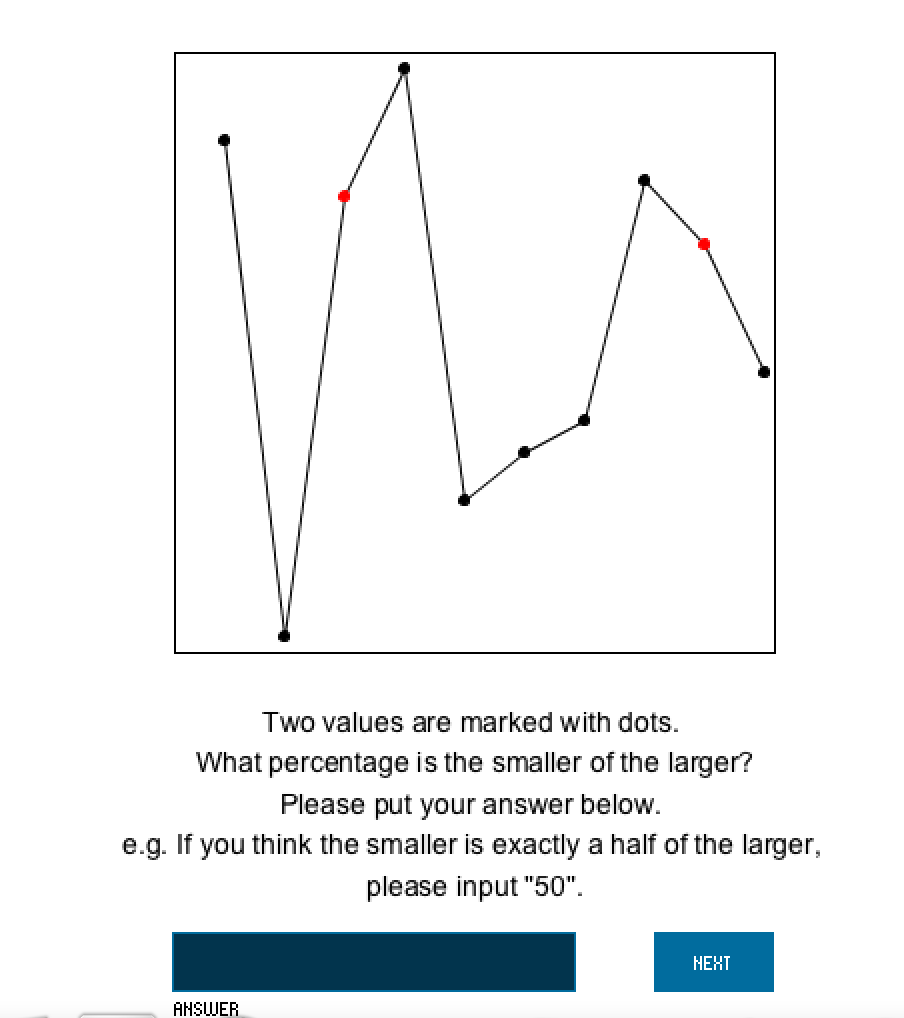 Two values are marked with dots.
What percentage is the smaller of the larger?
Please put your answer below.
e.g. If you think the smaller is exactly a half of the larger,
please input "50".
NEXT
ANSWER